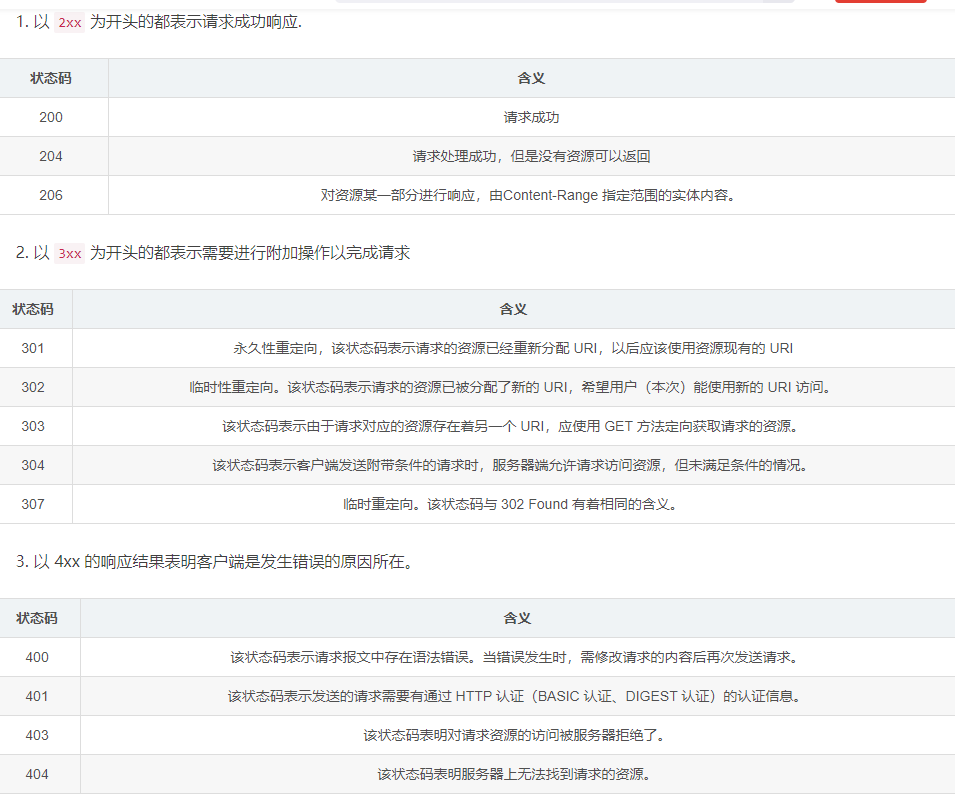 1. 以 2xx 为开头的都表示请求成功响应.
状态码 含义
200 请求成功
204 请求处理成功，但是没有资源可以返回
206 对资源某一部分进行响应，由Content-Range 指定范围的实体内容。
2. 以 3xx 为开头的都表示需要进行附加操作以完成请求
状态码 含义
301 永久性重定向，该状态码表示请求的资源已经重新分配 URI，以后应该使用资源现有的 URI
302 临时性重定向。该状态码表示请求的资源已被分配了新的 URI，希望用户（本次）能使用新的 URI 访问。
303 该状态码表示由于请求对应的资源存在着另一个 URI，应使用 GET 方法定向获取请求的资源。
304 该状态码表示客户端发送附带条件的请求时，服务器端允许请求访问资源，但未满足条件的情况。
307 临时重定向。该状态码与 302 Found 有着相同的含义。
3. 以 4xx 的响应结果表明客户端是发生错误的原因所在。
状态码 含义
400 该状态码表示请求报文中存在语法错误。当错误发生时，需修改请求的内容后再次发送请求。
401 该状态码表示发送的请求需要有通过 HTTP 认证（BASIC 认证、DIGEST 认证）的认证信息。
403 该状态码表明对请求资源的访问被服务器拒绝了。
404 该状态码表明服务器上无法找到请求的资源。